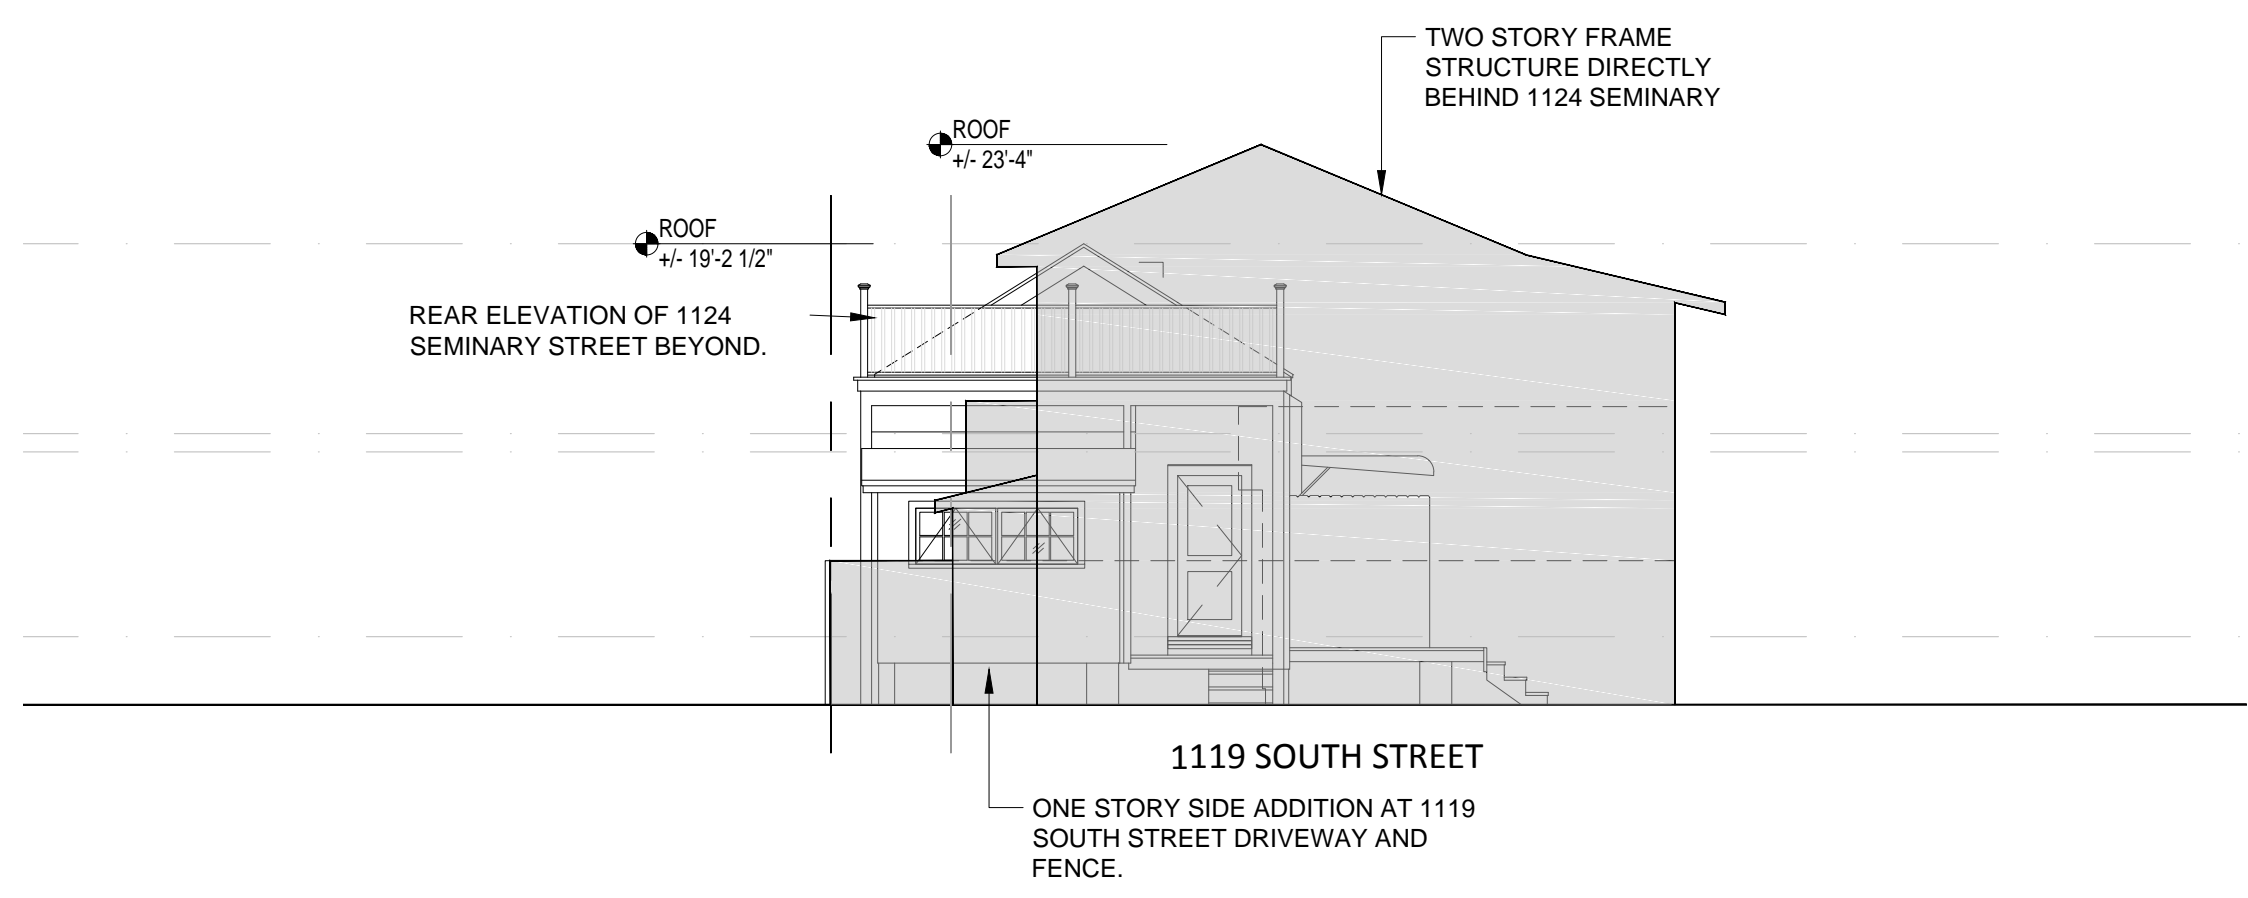 TWO STORY FRAME
STRUCTURE DIRECTLY
BEHIND 1124 SEMINARY
ROOF
+/- 23'-4"
ROOF
+/- 19'-2 1/2"
REAR ELEVATION OF 1124
SEMINARY STREET BEYOND.
1119 SOUTH STREET
ONE STORY SIDE ADDITION AT 1119
SOUTH STREET DRIVEWAY AND
FENCE.